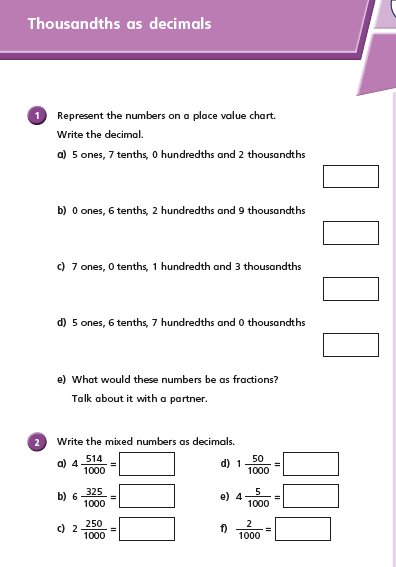 Thousandths as decimals
1 Represent the numbers on a place value chart.
Write the decimal.
a) 5 ones, 7 tenths, 0 hundredths and 2 thousandths
b) 0 ones, 6 tenths, 2 hundredths and 9 thousandths
c) 7 ones, 0 tenths, 1 hundredth and 3 thousandths
d) 5 ones, 6 tenths, 7 hundredths and 0 thousandths
e) What would these numbers be as fractions?
Talk about it with a partner.
2 Write the mixed numbers as decimals.
a) 4 514/1000 =
b) 6 325/1000 =
c) 2 250/1000 =
d) 1 50/1000 =
e) 4 5/1000 =
f) 2/1000 =